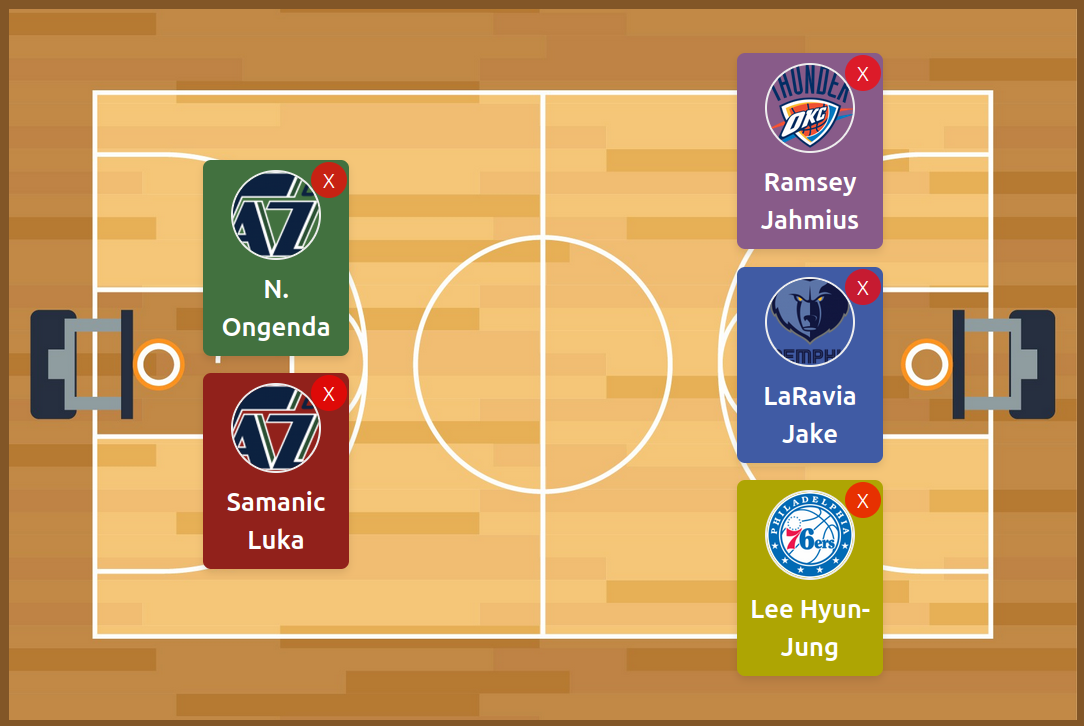 X
THUNDER
OKC
Ramsey
Jahmius
X
N.
Ongenda
X
LaRavia
Jake
X
Samanic
Luka
X
PHILADELPHIA
76ers
Lee Hyun-
Jung